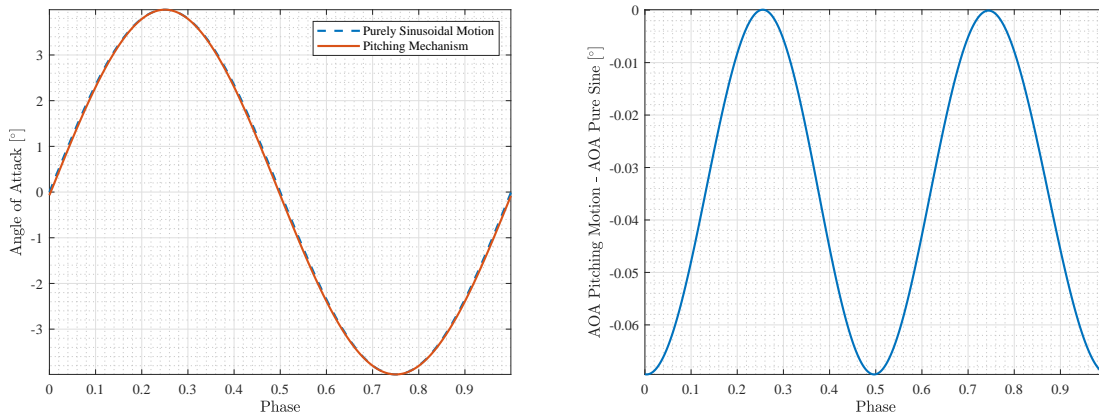 Purely Sinusoidal Motion
Pitching Mechanism
Angle of Attack [°]
3
2
1
0
-1
-2
-3
0 0.1 0.2 0.3 0.4 0.5 0.6 0.7 0.8 0.9
Phase
AOA Pitching Motion - AOA Pure Sine [°]
0
-0.01
-0.02
-0.03
-0.04
-0.05
-0.06
0 0.1 0.2 0.3 0.4 0.5 0.6 0.7 0.8 0.9
Phase